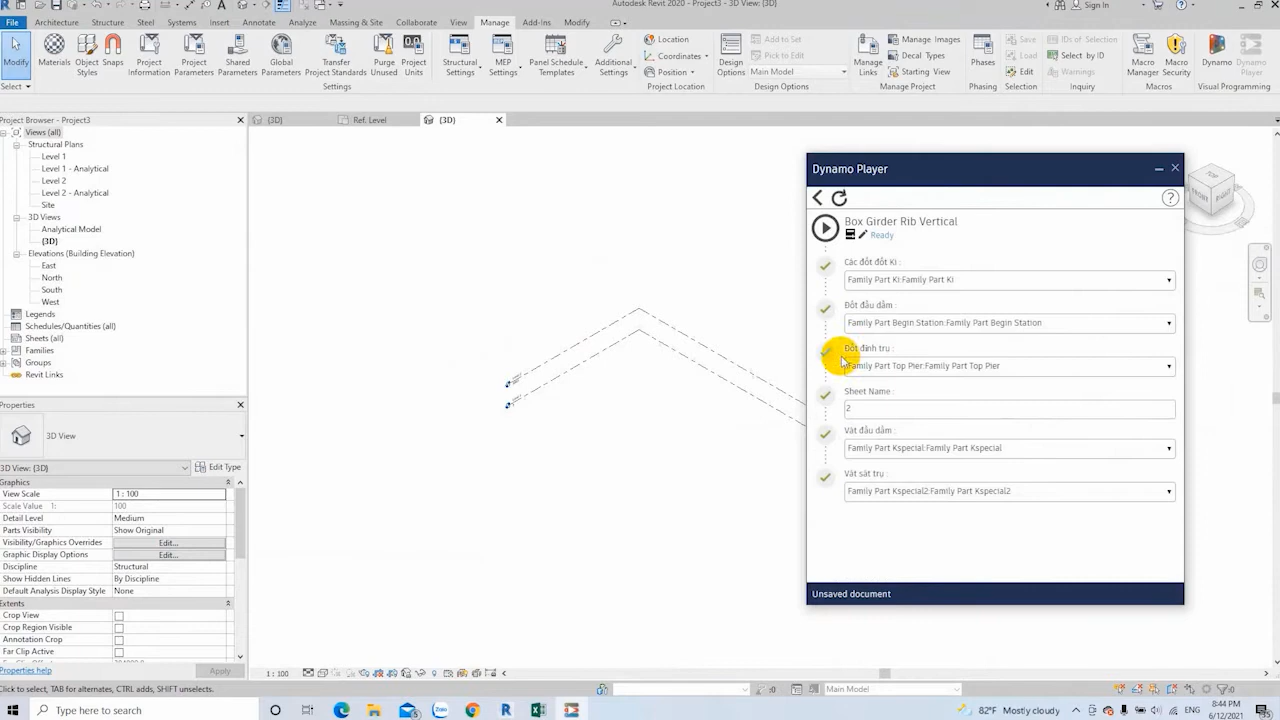 Autodesk Revit 2020 - Project3 - 3D View: {3D}
Sign In
File Architecture Structure Steel Systems Insert Annotate Analyze Massing & Site Collaborate View Manage Add-Ins Modify
Modify
Materials
Object Styles
Snaps
Project Information
Project Parameters
Shared Parameters
Global Parameters
Transfer Project Standards
Purge Unused
Project Units
Structural Settings
MEP Settings
Panel Schedule Templates
Additional Settings
Location
Coordinates
Position
Design Options
Add to Set
Pick to Edit
Main Model
Manage Links
Manage Images
Decal Types
Starting View
Phases
Save
Load
Edit
IDs of Selection
Select by ID
Warnings
Macro Manager
Macro Security
Dynamo
Dynamo Player
Select
Settings
Project Location
Design Options
Manage Project
Phasing
Selection
Inquiry
Macros
Visual Programming
Project Browser - Project3
{3D}
Ref. Level
{3D}
Views (all)
Structural Plans
Level 1
Level 1 - Analytical
Level 2
Level 2 - Analytical
Site
3D Views
Analytical Model
{3D}
Elevations (Building Elevation)
East
North
South
West
Legends
Schedules/Quantities (all)
Sheets (all)
Families
Groups
Revit Links
Properties
3D View
3D View: {3D}
Edit Type
Graphics
View Scale 1 : 100
Scale Value 1: 100
Detail Level Medium
Parts Visibility Show Original
Visibility/Graphics Overrides Edit...
Graphic Display Options Edit...
Discipline Structural
Show Hidden Lines By Discipline
Default Analysis Display Style None
Extents
Crop View
Crop Region Visible
Annotation Crop
Far Clip Active
Properties help
Apply
Dynamo Player
Box Girder Rib Vertical
Ready
Các đốt đốt Ki :
Family Part Ki:Family Part Ki
Đốt đầu dầm :
Family Part Begin Station:Family Part Begin Station
Đốt đỉnh trụ :
Family Part Top Pier:Family Part Top Pier
Sheet Name :
2
Vát đầu dầm :
Family Part Kspecial:Family Part Kspecial
Vát sát trụ :
Family Part Kspecial2:Family Part Kspecial2
Unsaved document
TOP
FRONT
RIGHT
1 : 100
Click to select, TAB for alternates, CTRL adds, SHIFT unselects.
:0
Main Model
:0
Type here to search
82°F Mostly cloudy
8:44 PM
6/12/2021